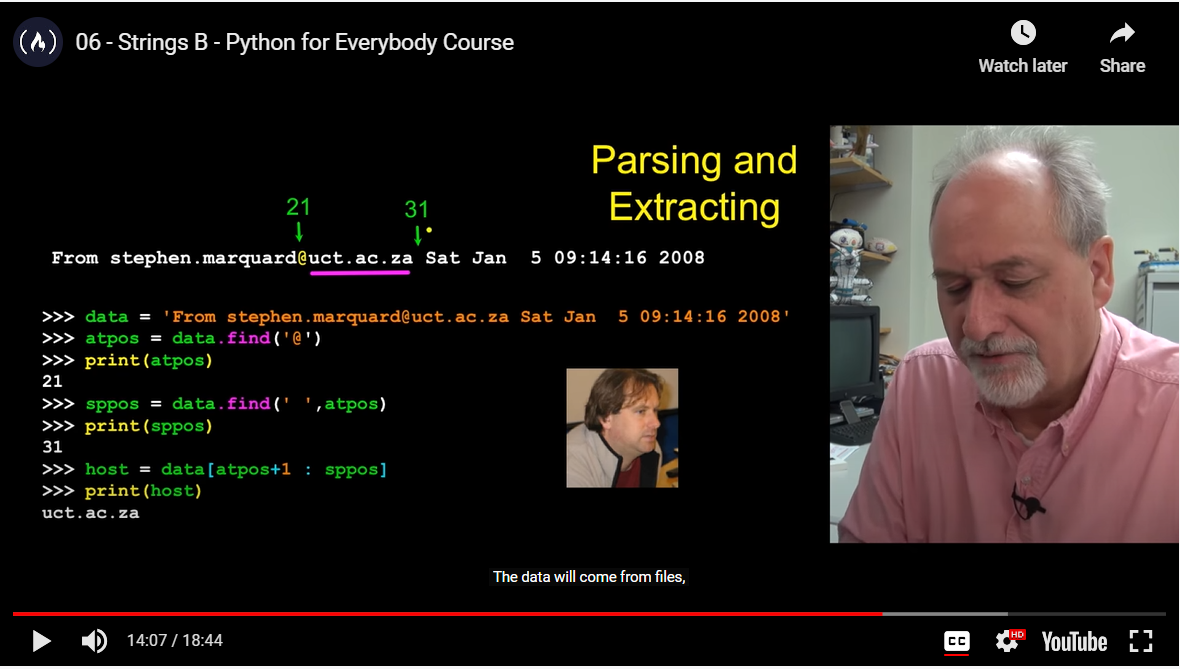 06 - Strings B - Python for Everybody Course
Watch later
Share
Parsing and
Extracting
21
31
From stephen.marquard@uct.ac.za Sat Jan  5 09:14:16 2008
>>> data = 'From stephen.marquard@uct.ac.za Sat Jan  5 09:14:16 2008'
>>> atpos = data.find('@')
>>> print(atpos)
21
>>> sppos = data.find(' ',atpos)
>>> print(sppos)
31
>>> host = data[atpos+1 : sppos]
>>> print(host)
uct.ac.za
The data will come from files,
14:07 / 18:44
CC
HD
YouTube